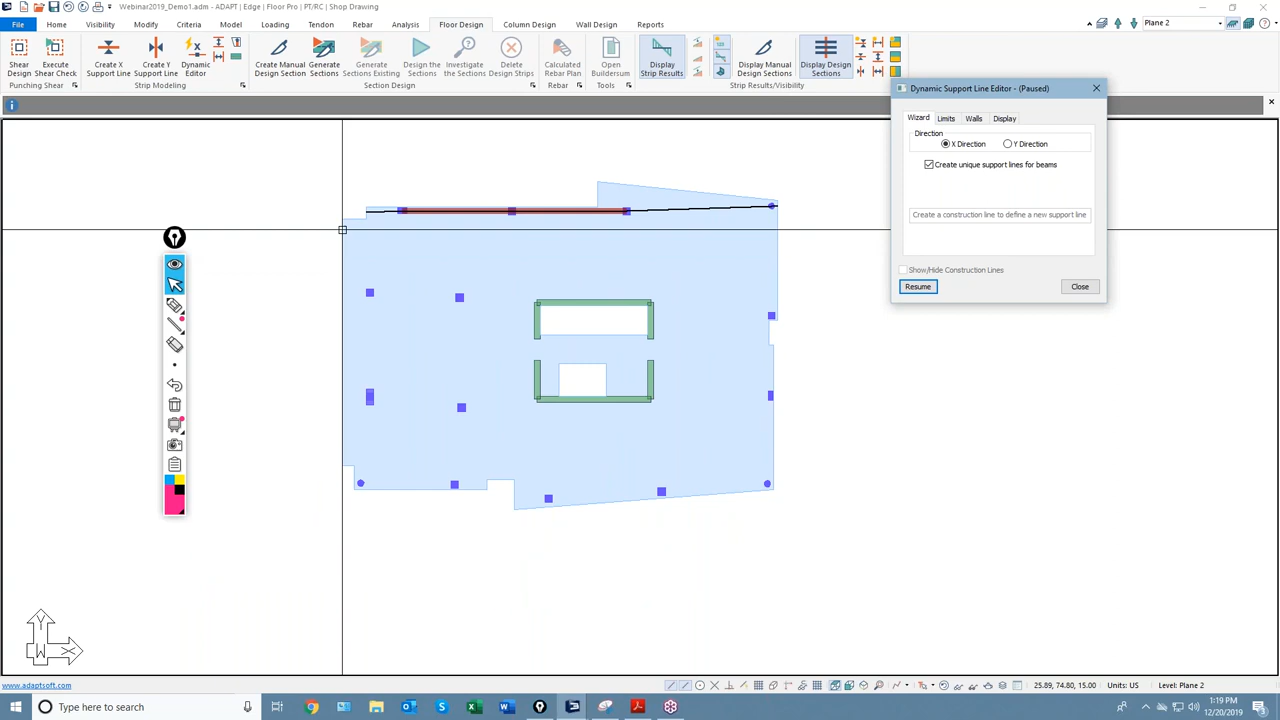 Webinar2019_Demo1.adm - ADAPT | Edge | Floor Pro | PT/RC | Shop Drawing
File Home Visibility Modify Criteria Model Loading Tendon Rebar Analysis Floor Design Column Design Wall Design Reports Plane 2
Shear Design Execute Shear Check Create X Support Line Create Y Support Line Dynamic Editor Create Manual Design Section Generate Sections Generate Sections Existing Design the Sections Investigate the Sections Delete Design Strips Calculated Rebar Plan Open Buildersum Display Strip Results Display Manual Design Sections Display Design Sections
Punching Shear Strip Modeling Section Design Rebar Tools Strip Results/Visibility
Dynamic Support Line Editor - (Paused)
Wizard Limits Walls Display
Direction
X Direction Y Direction
Create unique support lines for beams
Create a construction line to define a new support line
Show/Hide Construction Lines
Resume Close
Y
W X
www.adaptsoft.com 25.89, 74.80, 15.00 Units: US Level: Plane 2
Type here to search 1:19 PM
12/20/2019